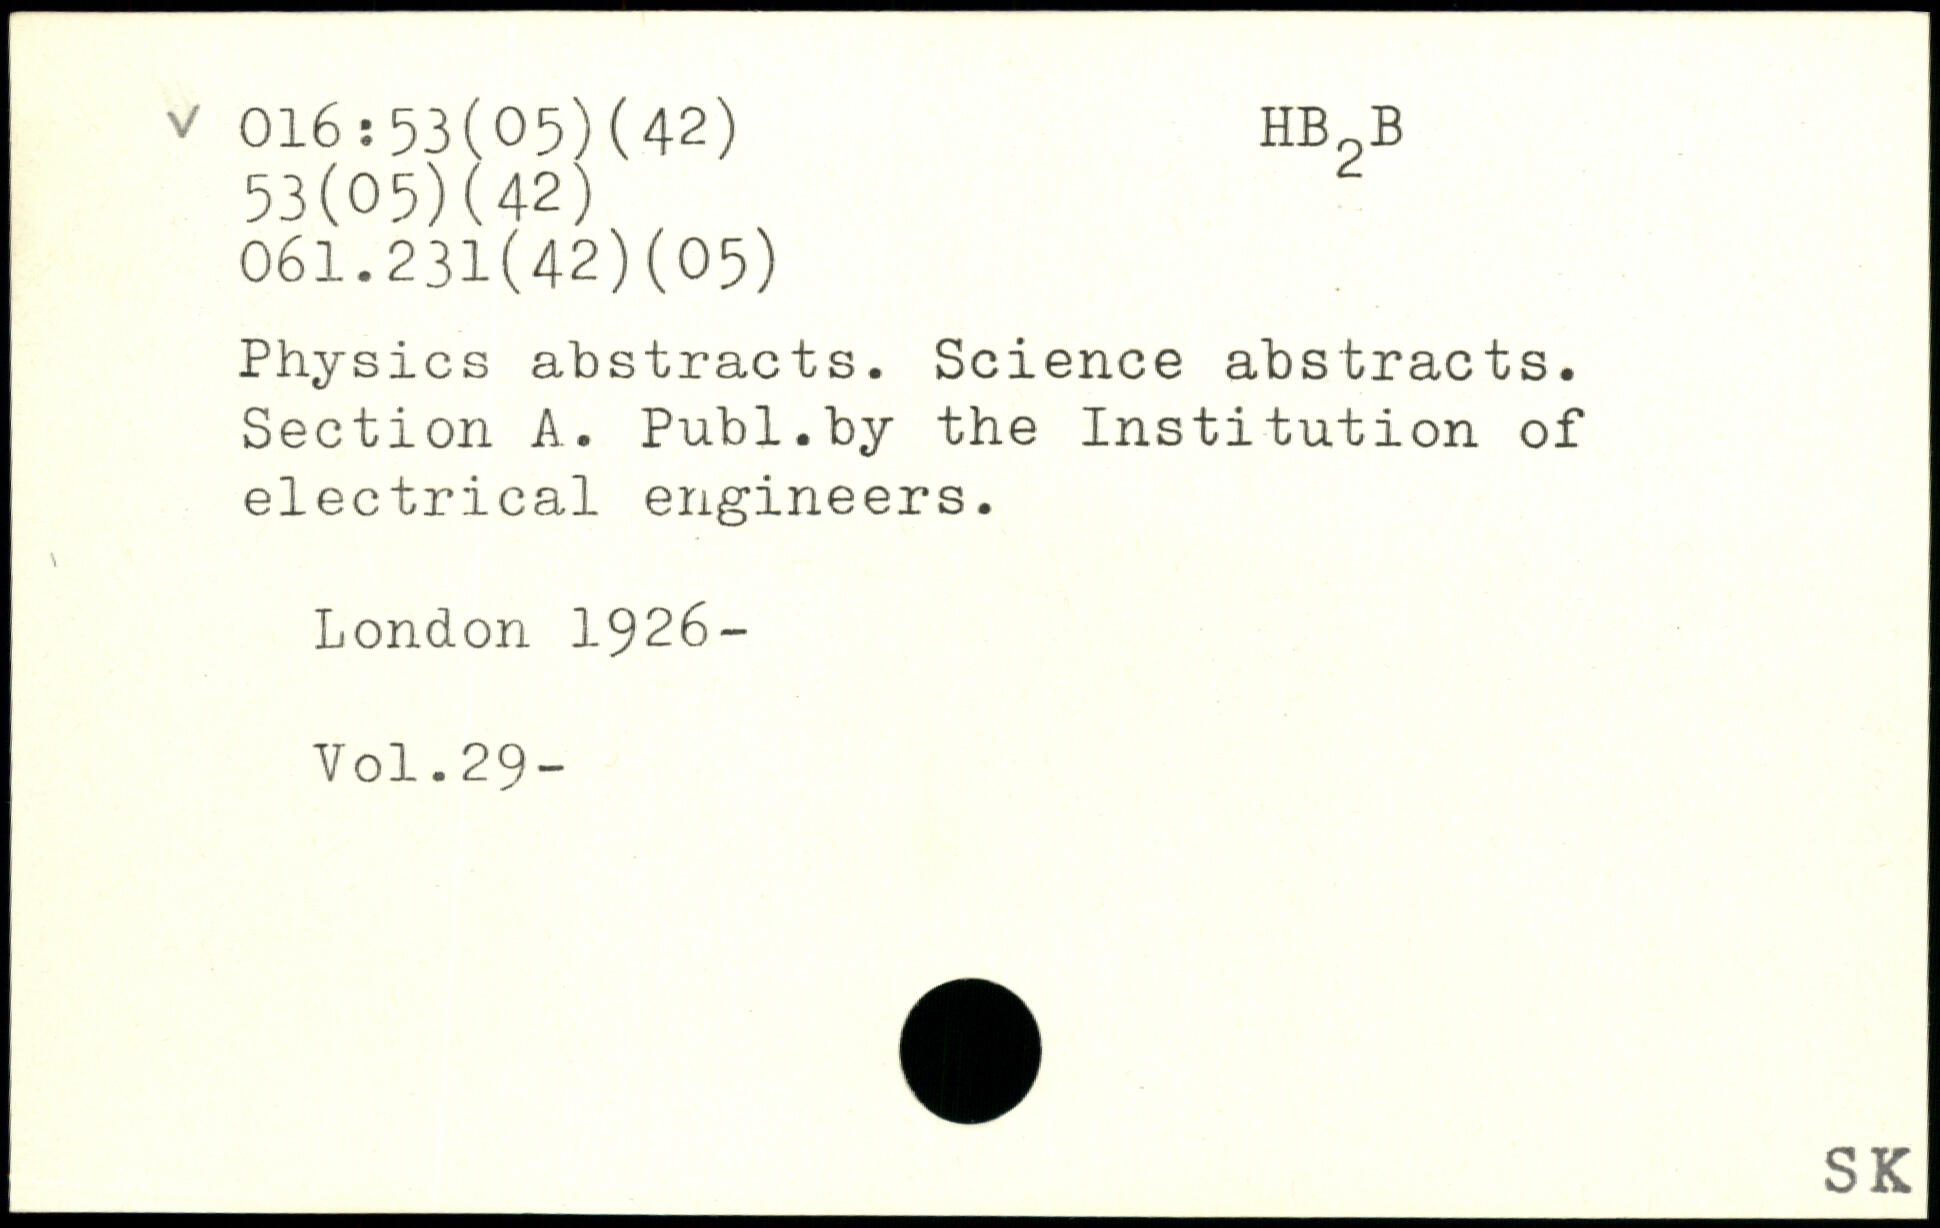 v 016:53(05)(42) HB₂B
53(05)(42)
061.231(42)(05)
Physics abstracts. Science abstracts.
Section A. Publ.by the Institution of
electrical engineers.
London 1926-
Vol.29-
SK